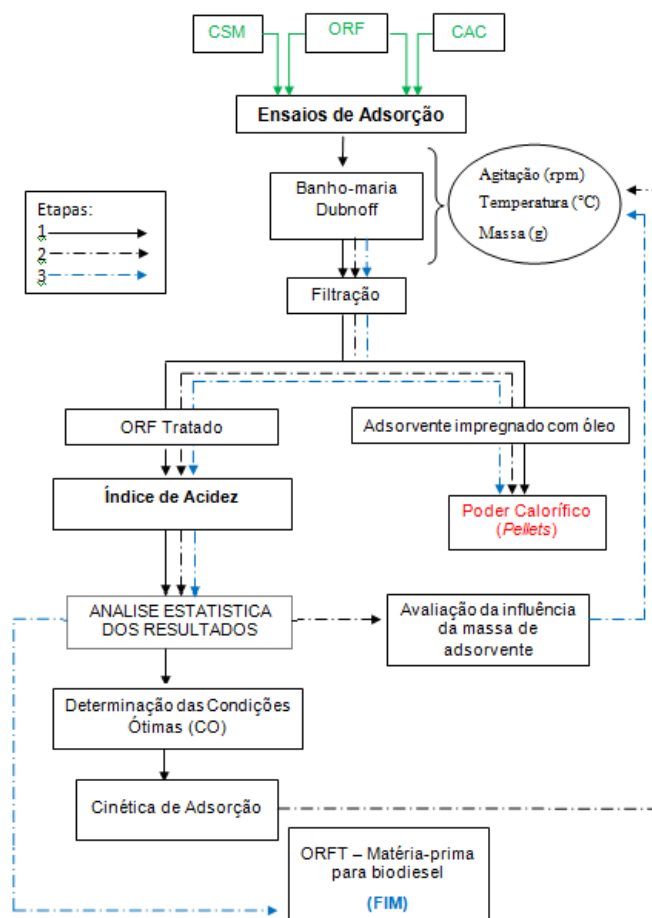 CSM
ORF
CAC
Ensaios de Adsorção
Banho-maria
Dubnoff
Agitação (rpm)
Temperatura (°C)
Massa (g)
Etapas:
1
2
3
Filtração
ORF Tratado
Adsorvente impregnado com óleo
Índice de Acidez
Poder Calorífico
(Pellets)
ANALISE ESTATISTICA
DOS RESULTADOS
Avaliação da influência
da massa de
adsorvente
Determinação das Condições
Ótimas (CO)
Cinética de Adsorção
ORFT – Matéria-prima
para biodiesel
(FIM)